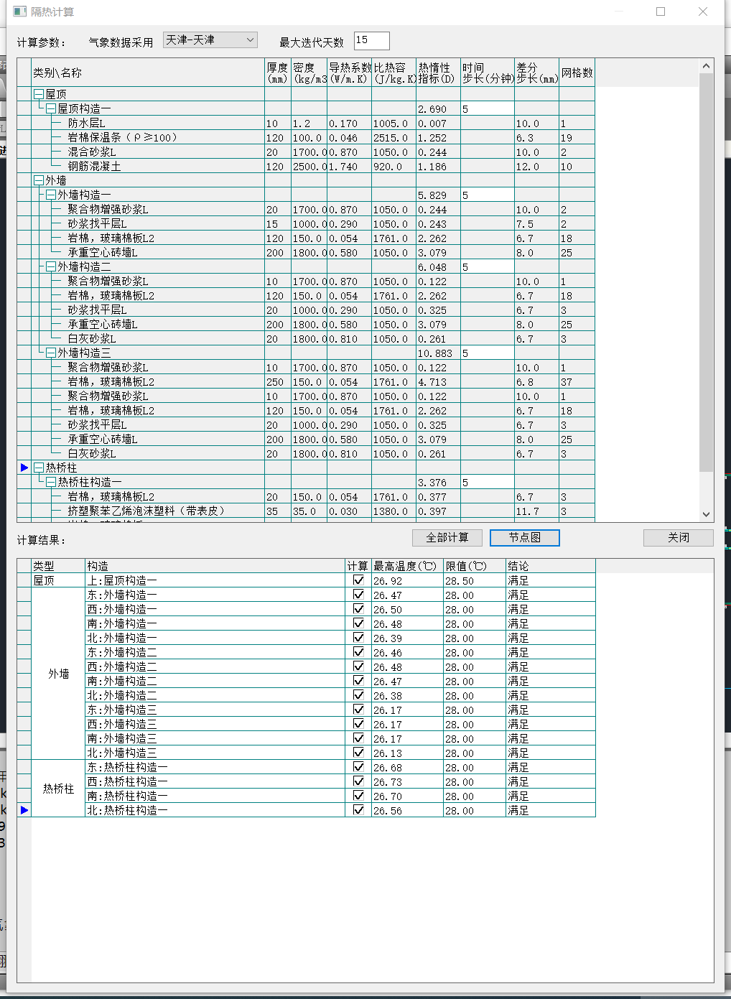 隔热计算
计算参数: 气象数据采用 天津-天津 最大迭代天数 15
类别\名称 厚度(mm) 密度(kg/m3 导热系数(W/m.K) 比热容(J/kg.K) 热惰性指标(D) 时间步长(分钟) 差分步长(mm) 网格数
屋顶
屋顶构造一 2.690 5
防水层L 10 1.2 0.170 1005.0 0.007 10.0 1
岩棉保温条(ρ≥100) 120 100.0 0.046 2515.0 1.252 6.3 19
混合砂浆L 20 1700.0 0.870 1050.0 0.244 10.0 2
钢筋混凝土 120 2500.0 1.740 920.0 1.186 12.0 10
外墙
外墙构造一 5.829 5
聚合物增强砂浆L 20 1700.0 0.870 1050.0 0.244 10.0 2
砂浆找平层L 15 1000.0 0.290 1050.0 0.243 7.5 2
岩棉，玻璃棉板L2 120 150.0 0.054 1761.0 2.262 6.7 18
承重空心砖墙L 200 1800.0 0.580 1050.0 3.079 8.0 25
外墙构造二 6.048 5
聚合物增强砂浆L 10 1700.0 0.870 1050.0 0.122 10.0 1
岩棉，玻璃棉板L2 120 150.0 0.054 1761.0 2.262 6.7 18
砂浆找平层L 20 1000.0 0.290 1050.0 0.325 6.7 3
承重空心砖墙L 200 1800.0 0.580 1050.0 3.079 8.0 25
白灰砂浆L 20 1800.0 0.810 1050.0 0.261 6.7 3
外墙构造三 10.883 5
聚合物增强砂浆L 10 1700.0 0.870 1050.0 0.122 10.0 1
岩棉，玻璃棉板L2 250 150.0 0.054 1761.0 4.713 6.8 37
聚合物增强砂浆L 10 1700.0 0.870 1050.0 0.122 10.0 1
岩棉，玻璃棉板L2 120 150.0 0.054 1761.0 2.262 6.7 18
砂浆找平层L 20 1000.0 0.290 1050.0 0.325 6.7 3
承重空心砖墙L 200 1800.0 0.580 1050.0 3.079 8.0 25
白灰砂浆L 20 1800.0 0.810 1050.0 0.261 6.7 3
热桥柱
热桥柱构造一 3.376 5
岩棉，玻璃棉板L2 20 150.0 0.054 1761.0 0.377 6.7 3
挤塑聚苯乙烯泡沫塑料(带表皮) 35 35.0 0.030 1380.0 0.397 11.7 3
计算结果: 全部计算 节点图 关闭
类型 构造 计算 最高温度(℃) 限值(℃) 结论
屋顶 上:屋顶构造一 26.92 28.50 满足
外墙 东:外墙构造一 26.47 28.00 满足
西:外墙构造一 26.50 28.00 满足
南:外墙构造一 26.48 28.00 满足
北:外墙构造一 26.39 28.00 满足
东:外墙构造二 26.46 28.00 满足
西:外墙构造二 26.48 28.00 满足
南:外墙构造二 26.47 28.00 满足
北:外墙构造二 26.38 28.00 满足
东:外墙构造三 26.17 28.00 满足
西:外墙构造三 26.17 28.00 满足
南:外墙构造三 26.17 28.00 满足
北:外墙构造三 26.13 28.00 满足
热桥柱 东:热桥柱构造一 26.68 28.00 满足
西:热桥柱构造一 26.73 28.00 满足
南:热桥柱构造一 26.70 28.00 满足
北:热桥柱构造一 26.56 28.00 满足